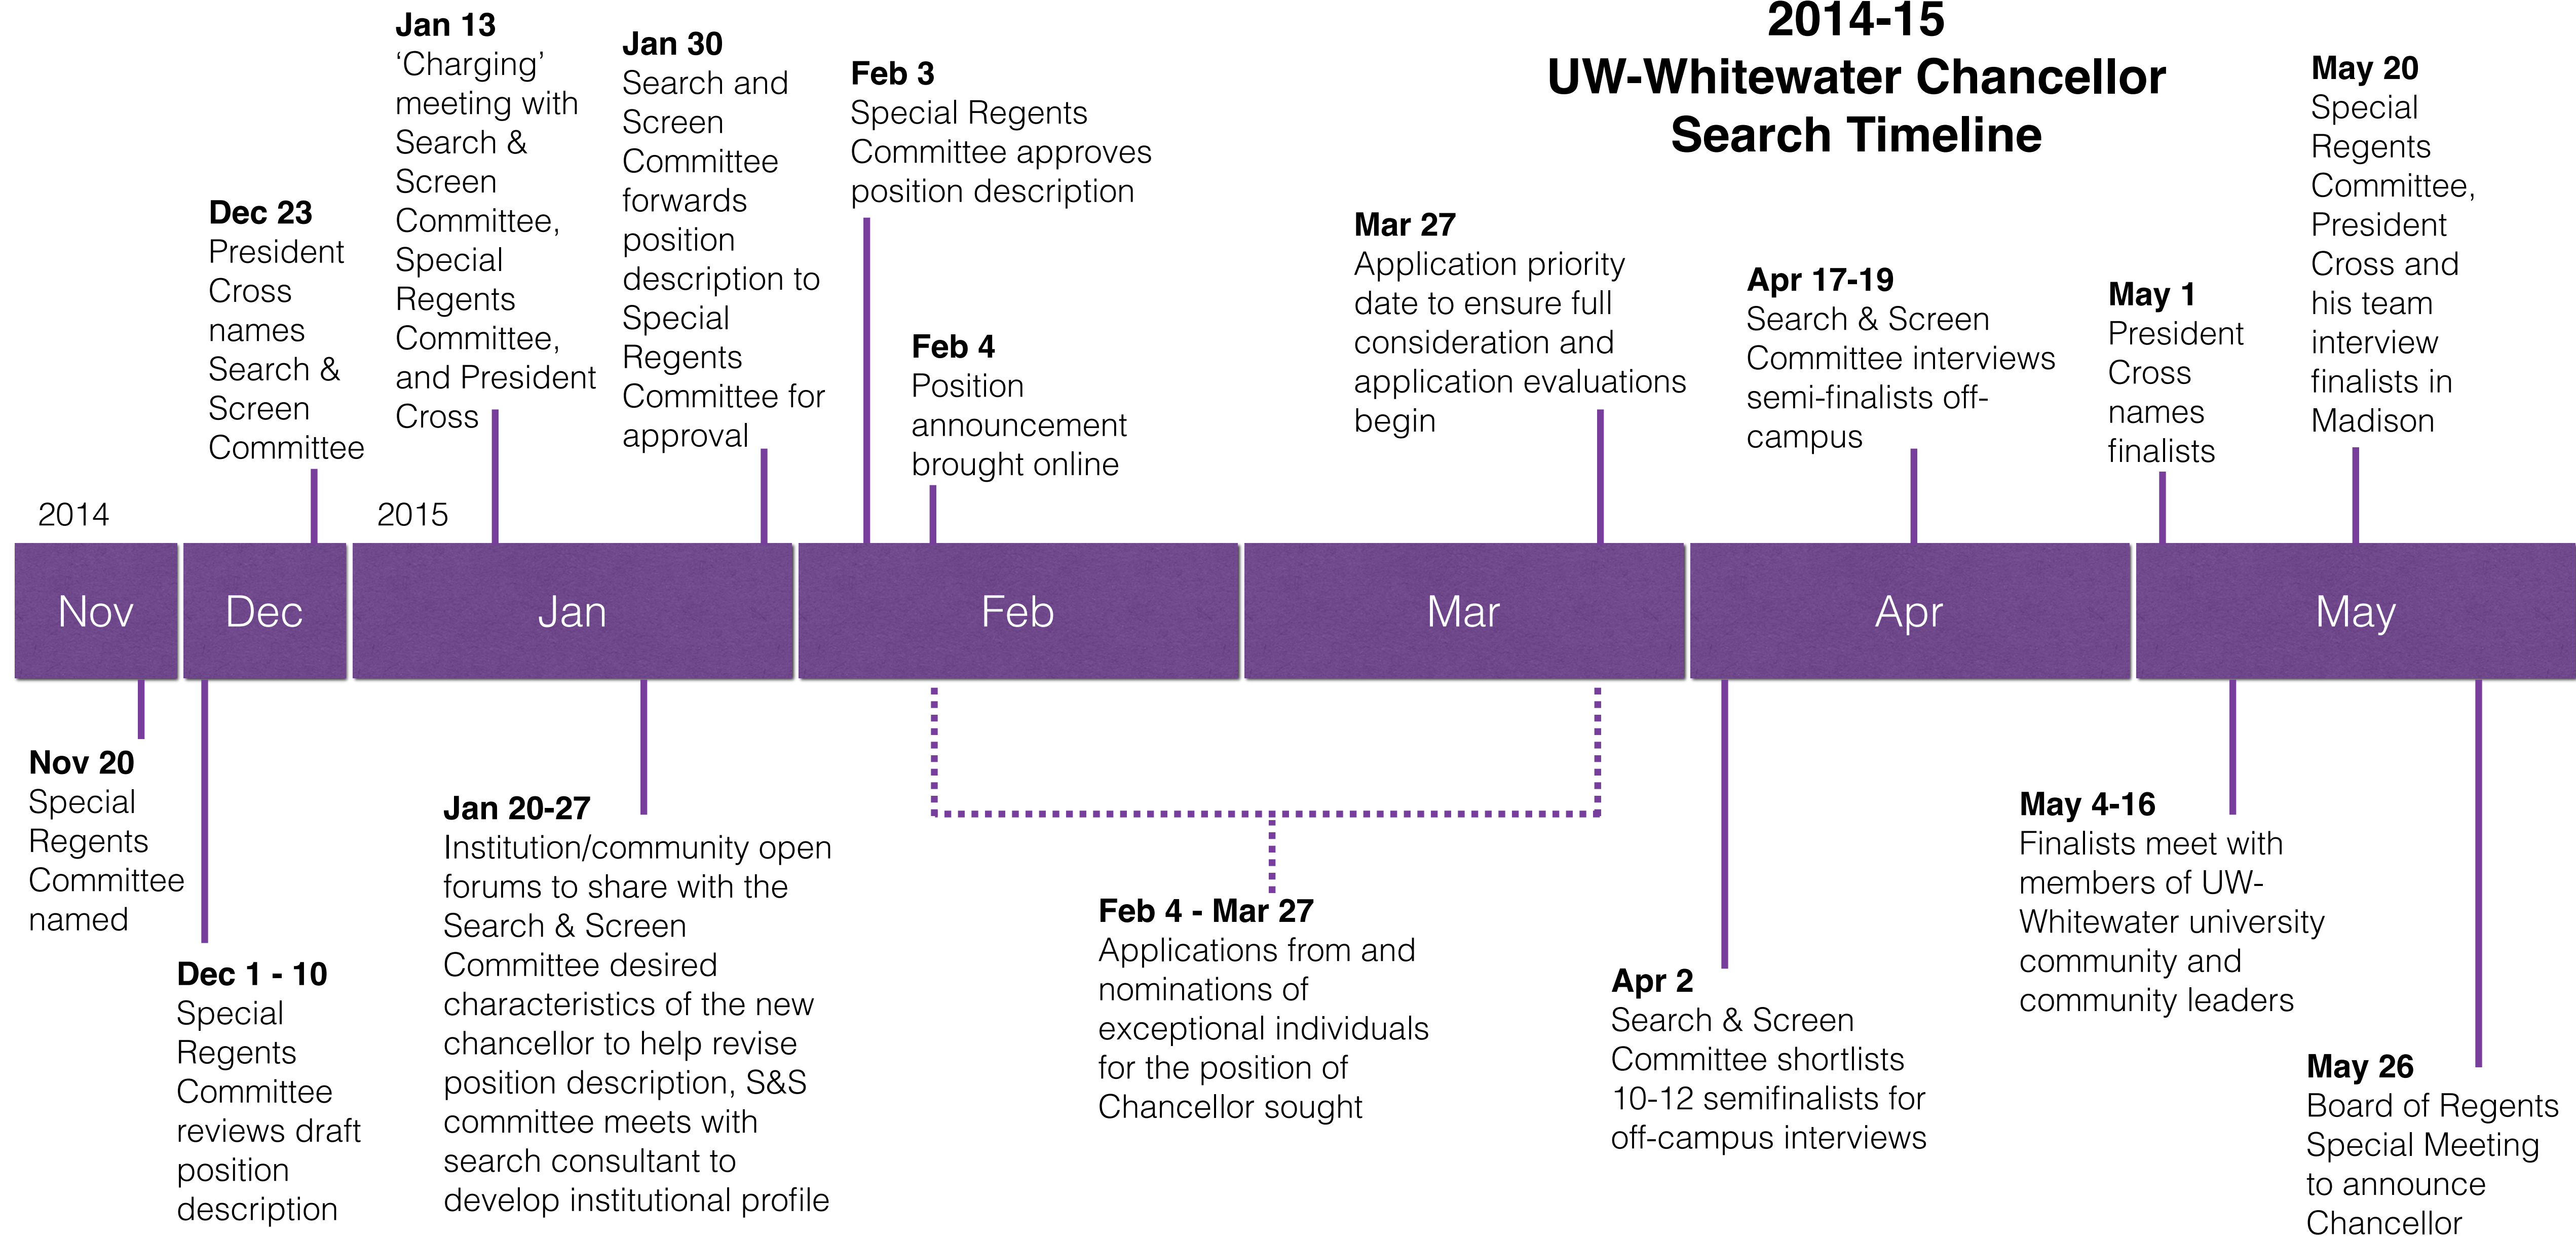 2014-15
UW-Whitewater Chancellor
Search Timeline
Jan 13
‘Charging’
meeting with
Search &
Screen
Committee,
Special
Regents
Committee,
and President
Cross
Jan 30
Search and
Screen
Committee
forwards
position
description to
Special
Regents
Committee for
approval
Feb 3
Special Regents
Committee approves
position description
May 20
Special
Regents
Committee,
President
Cross and
his team
interview
finalists in
Madison
Dec 23
President
Cross
names
Search &
Screen
Committee
Mar 27
Application priority
date to ensure full
consideration and
application evaluations
begin
Apr 17-19
Search & Screen
Committee interviews
semi-finalists off-
campus
May 1
President
Cross
names
finalists
Feb 4
Position
announcement
brought online
2014
2015
Nov
Dec
Jan
Feb
Mar
Apr
May
Nov 20
Special
Regents
Committee
named
Dec 1 - 10
Special
Regents
Committee
reviews draft
position
description
Jan 20-27
Institution/community open
forums to share with the
Search & Screen
Committee desired
characteristics of the new
chancellor to help revise
position description, S&S
committee meets with
search consultant to
develop institutional profile
Feb 4 - Mar 27
Applications from and
nominations of
exceptional individuals
for the position of
Chancellor sought
Apr 2
Search & Screen
Committee shortlists
10-12 semifinalists for
off-campus interviews
May 4-16
Finalists meet with
members of UW-
Whitewater university
community and
community leaders
May 26
Board of Regents
Special Meeting
to announce
Chancellor